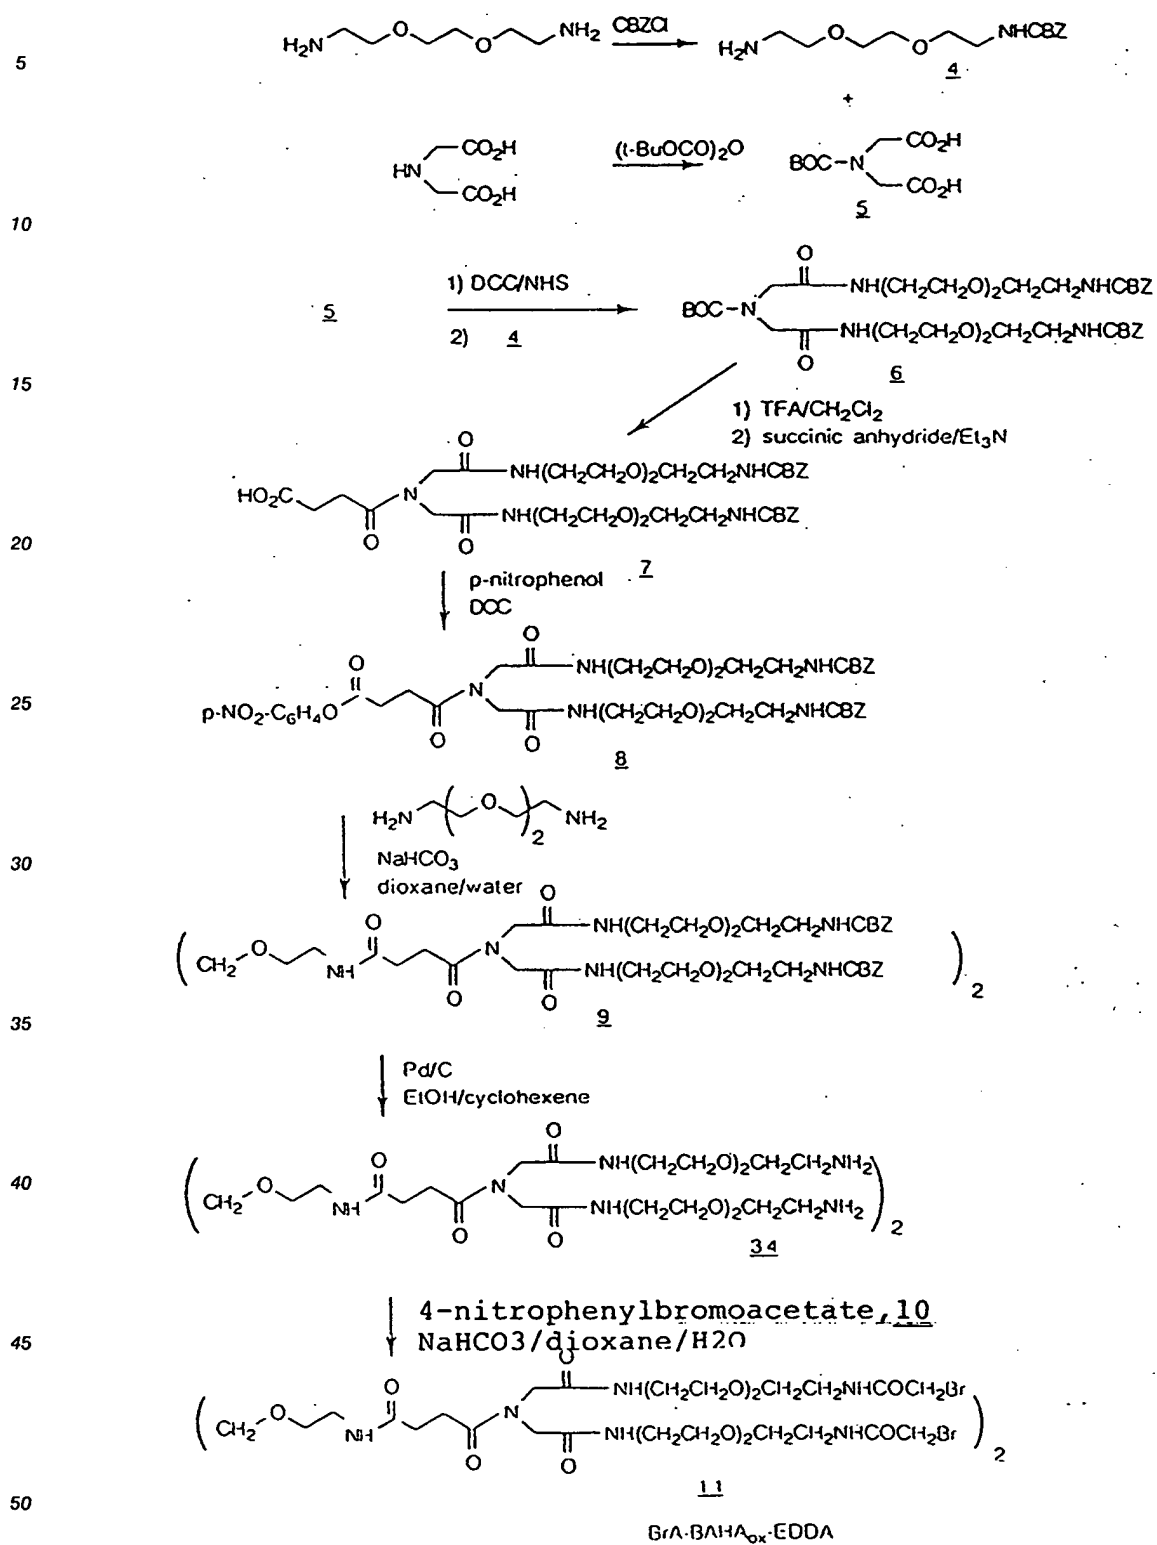 H2N O O NH2 CBZCl H2N O O NHCBZ
5
4
+
HN CO2H CO2H (t-BuOCO)2O BOC-N CO2H CO2H
5
10
5 1) DCC/NHS
2) 4
BOC-N O NH(CH2CH2O)2CH2CH2NHCBZ
O NH(CH2CH2O)2CH2CH2NHCBZ
6
15
1) TFA/CH2Cl2
2) succinic anhydride/Et3N
HO2C O N O NH(CH2CH2O)2CH2CH2NHCBZ
O NH(CH2CH2O)2CH2CH2NHCBZ
20
7
p-nitrophenol
DCC
p-NO2-C6H4O O O N O NH(CH2CH2O)2CH2CH2NHCBZ
O NH(CH2CH2O)2CH2CH2NHCBZ
25
8
H2N ( O )2 NH2
NaHCO3
30
dioxane/water
( CH2 O NH O O N O NH(CH2CH2O)2CH2CH2NHCBZ
O NH(CH2CH2O)2CH2CH2NHCBZ )2
9
35
Pd/C
EtOH/cyclohexene
( CH2 O NH O O N O NH(CH2CH2O)2CH2CH2NH2
O NH(CH2CH2O)2CH2CH2NH2 )2
40
34
4-nitrophenylbromoacetate,10
45
NaHCO3/dioxane/H2O
( CH2 O NH O O N O NH(CH2CH2O)2CH2CH2NHCOCH2Br
O NH(CH2CH2O)2CH2CH2NHCOCH2Br )2
11
50
BrA-BAHAox-EDDA